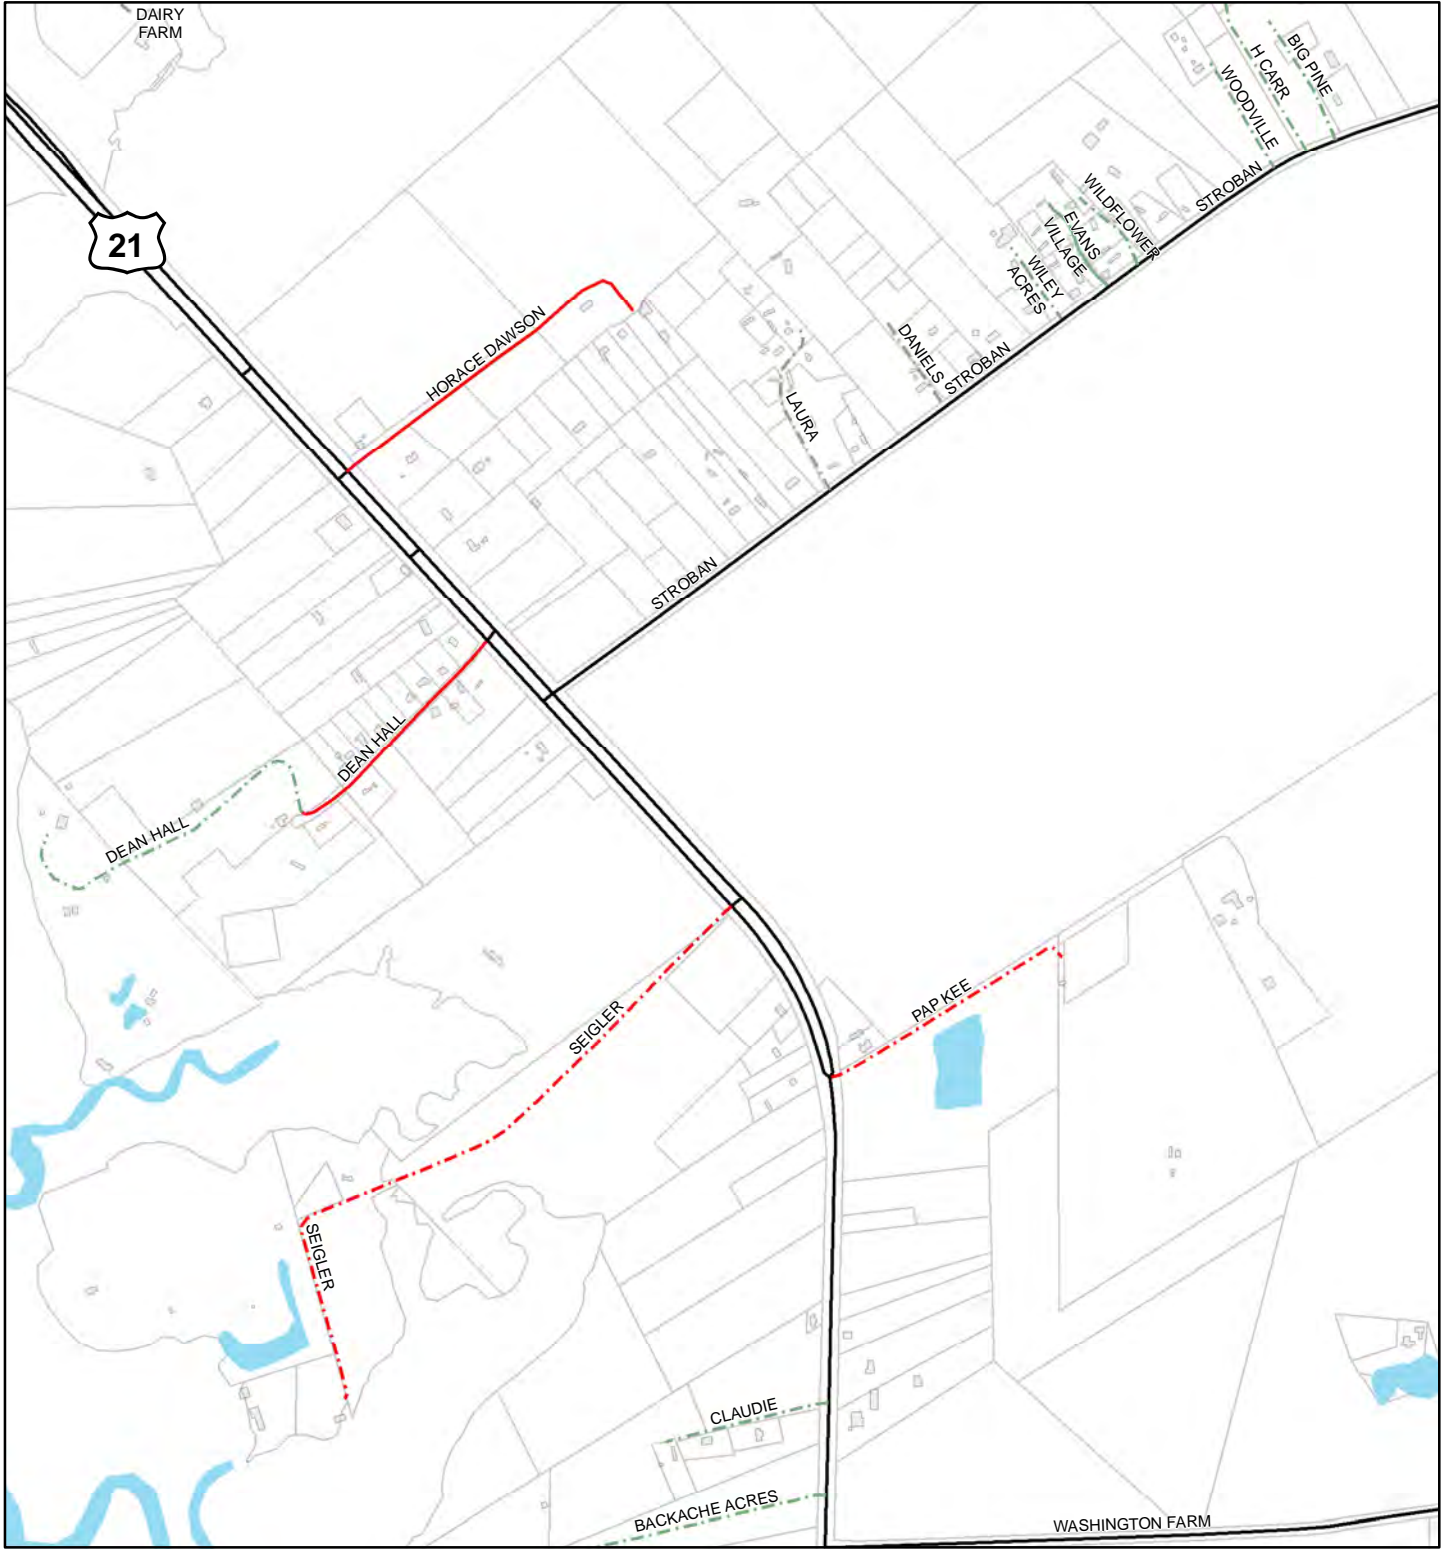 DAIRY
FARM
BIG PINE
H CARR
WOODVILLE
STROBAN
WILDFLOWER
EVANS
VILLAGE
WILEY
ACRES
21
HORACE DAWSON
DANIELS
STROBAN
LAURA
STROBAN
DEAN HALL
DEAN HALL
PAP KEE
SEIGLER
SEIGLER
CLAUDIE
BACKACHE ACRES
WASHINGTON FARM